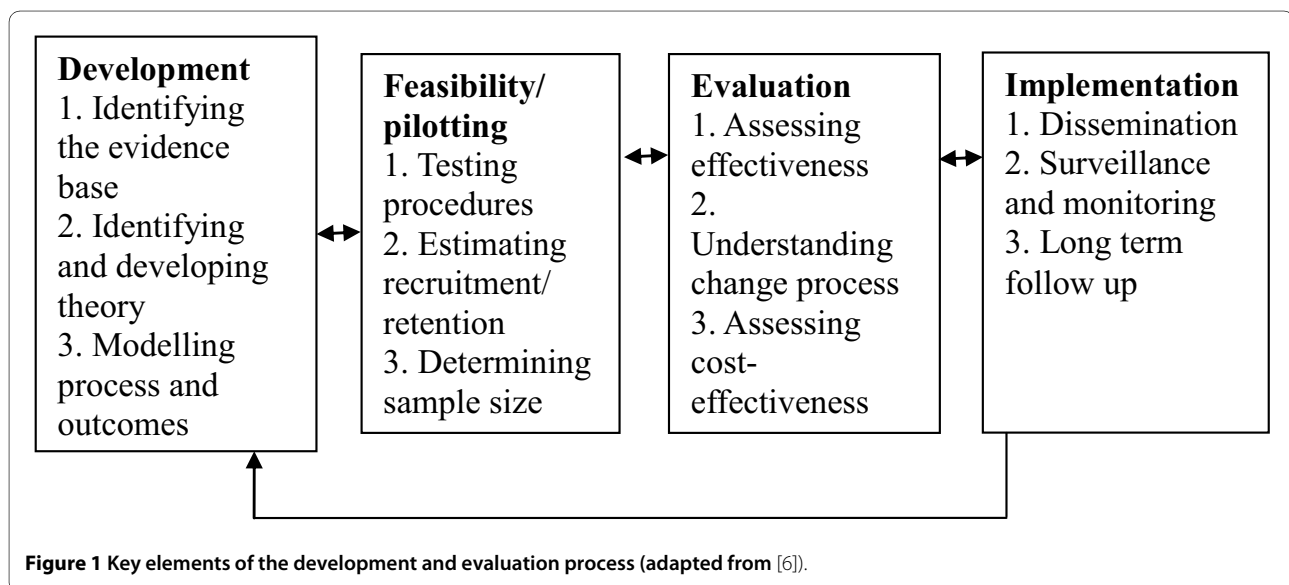 Development
1. Identifying
the evidence
base
2. Identifying
and developing
theory
3. Modelling
process and
outcomes
Feasibility/
pilotting
1. Testing
procedures
2. Estimating
recruitment/
retention
3. Determining
sample size
Evaluation
1. Assessing
effectiveness
2.
Understanding
change process
3. Assessing
cost-
effectiveness
Implementation
1. Dissemination
2. Surveillance
and monitoring
3. Long term
follow up
Figure 1 Key elements of the development and evaluation process (adapted from [6]).